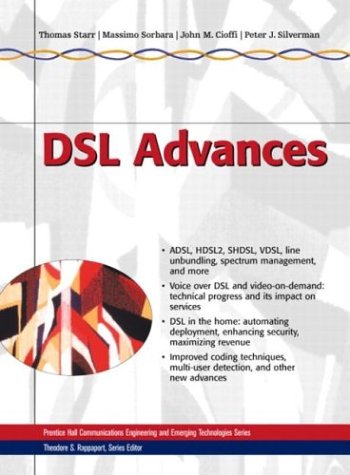 Thomas Starr | Massimo Sorbara | John M. Cioffi | Peter J. Silverman
DSL Advances
• ADSL, HDSL2, SHDSL, VDSL, line
unbundling, spectrum management,
and more
• Voice over DSL and video-on-demand:
technical progress and its impact on
services
• DSL in the home: automating
deployment, enhancing security,
maximizing revenue
• Improved coding techniques,
multi-user detection, and other
new advances
Prentice Hall Communications Engineering and Emerging Technologies Series
Theodore S. Rappaport, Series Editor